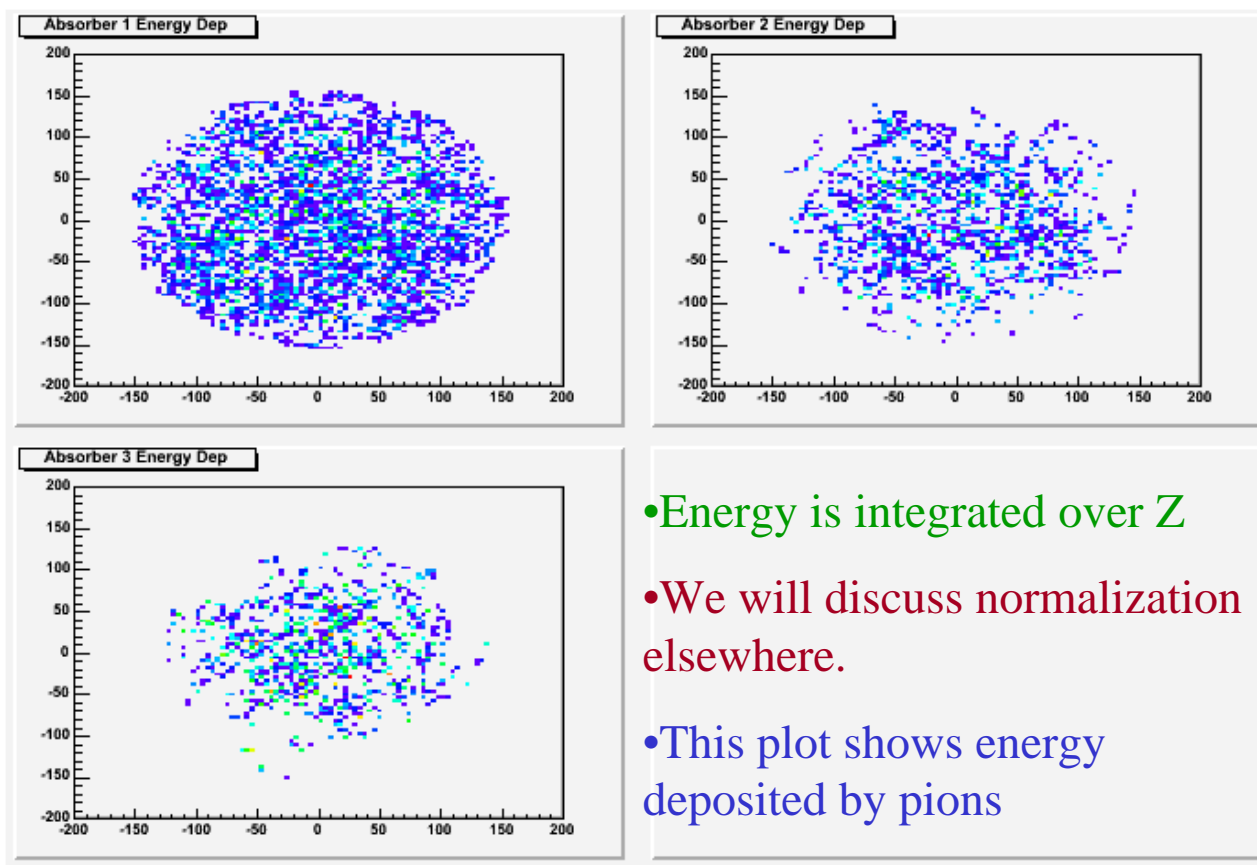 Absorber 1 Energy Dep
200
150
100
50
0
-50
-100
-150
-200
-200 -150 -100 -50 0 50 100 150 200
Absorber 2 Energy Dep
200
150
100
50
0
-50
-100
-150
-200
-200 -150 -100 -50 0 50 100 150 200
Absorber 3 Energy Dep
200
150
100
50
0
-50
-100
-150
-200
-200 -150 -100 -50 0 50 100 150 200
•Energy is integrated over Z
•We will discuss normalization
elsewhere.
•This plot shows energy
deposited by pions